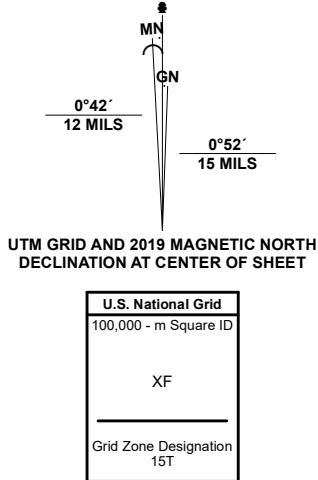 MN
GN
0°42´
12 MILS
0°52´
15 MILS
UTM GRID AND 2019 MAGNETIC NORTH
DECLINATION AT CENTER OF SHEET
U.S. National Grid
100,000 - m Square ID
XF
Grid Zone Designation
15T